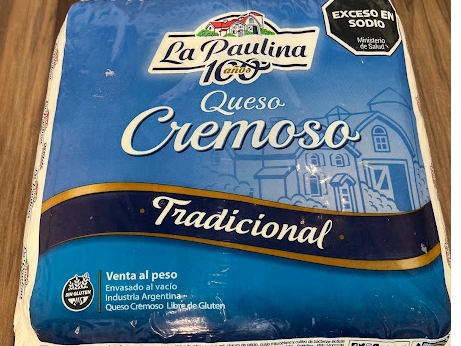 EXCESO EN
SODIO
Ministerio
de Salud
La Paulina
100
años
Queso
Cremoso
Tradicional
SIN GLUTEN
Venta al peso
Envasado al vacío
Industria Argentina
Queso Cremoso Libre de Gluten